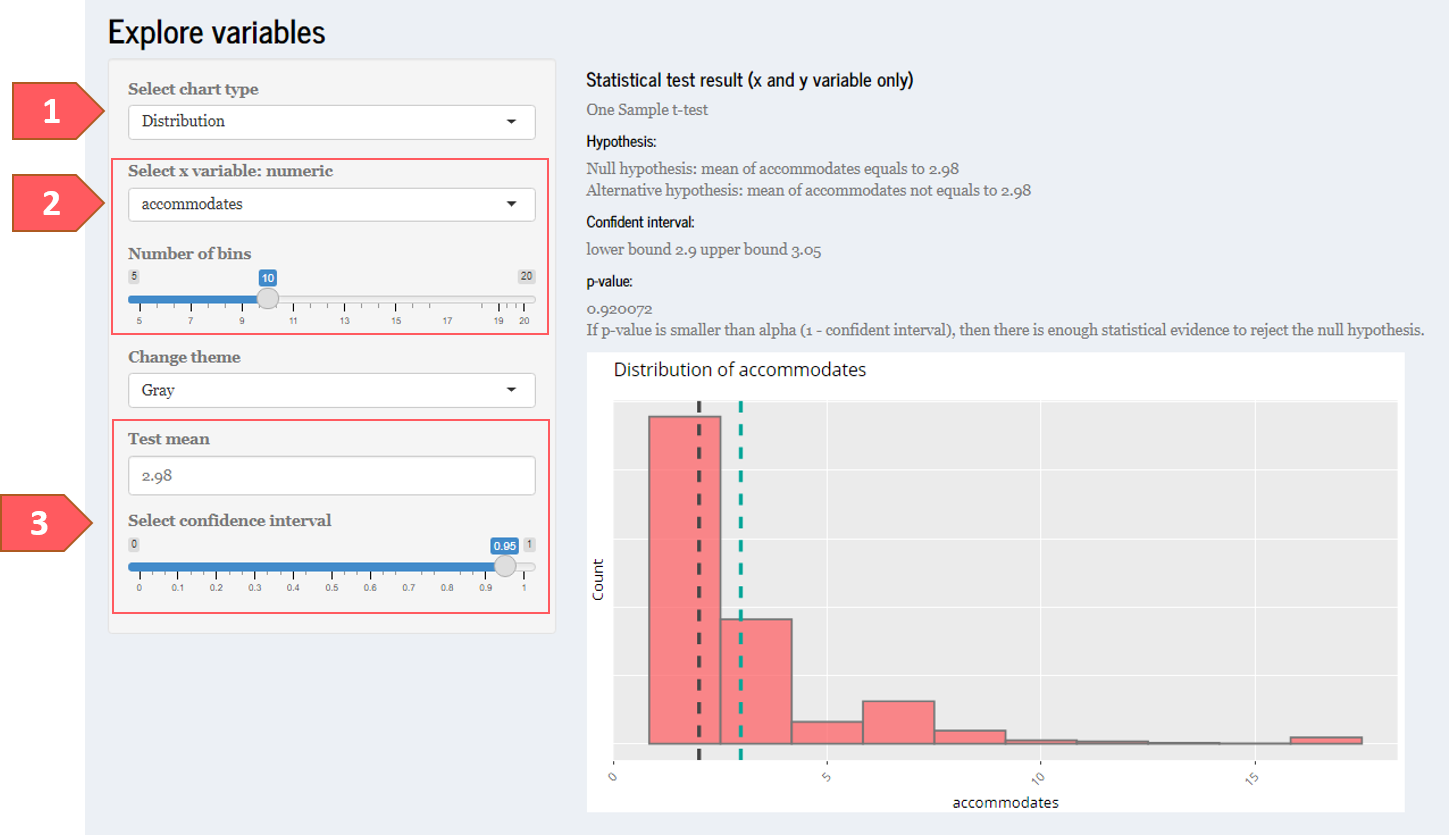 Explore variables
1
Select chart type
Distribution
2
Select x variable: numeric
accommodates
Number of bins
5 10 20
5 7 9 11 13 15 17 19 20
Change theme
Gray
3
Test mean
2.98
Select confidence interval
0 0.95 1
0 0.1 0.2 0.3 0.4 0.5 0.6 0.7 0.8 0.9 1
Statistical test result (x and y variable only)
One Sample t-test
Hypothesis:
Null hypothesis: mean of accommodates equals to 2.98
Alternative hypothesis: mean of accommodates not equals to 2.98
Confident interval:
lower bound 2.9 upper bound 3.05
p-value:
0.920072
If p-value is smaller than alpha (1 - confident interval), then there is enough statistical evidence to reject the null hypothesis.
Distribution of accommodates
Count
0 5 10 15
accommodates